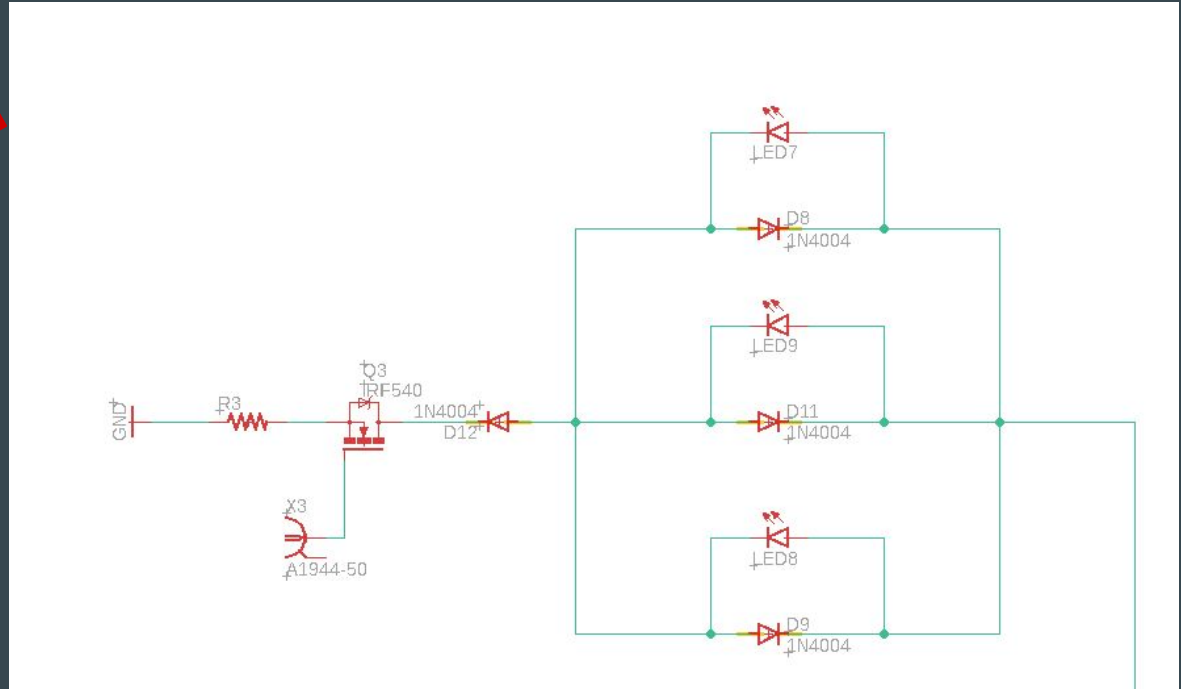 LED7
D8
1N4004
LED9
Q3
IRF540
GND
R3
1N4004
D12
D11
1N4004
X3
A1944-50
LED8
D9
1N4004